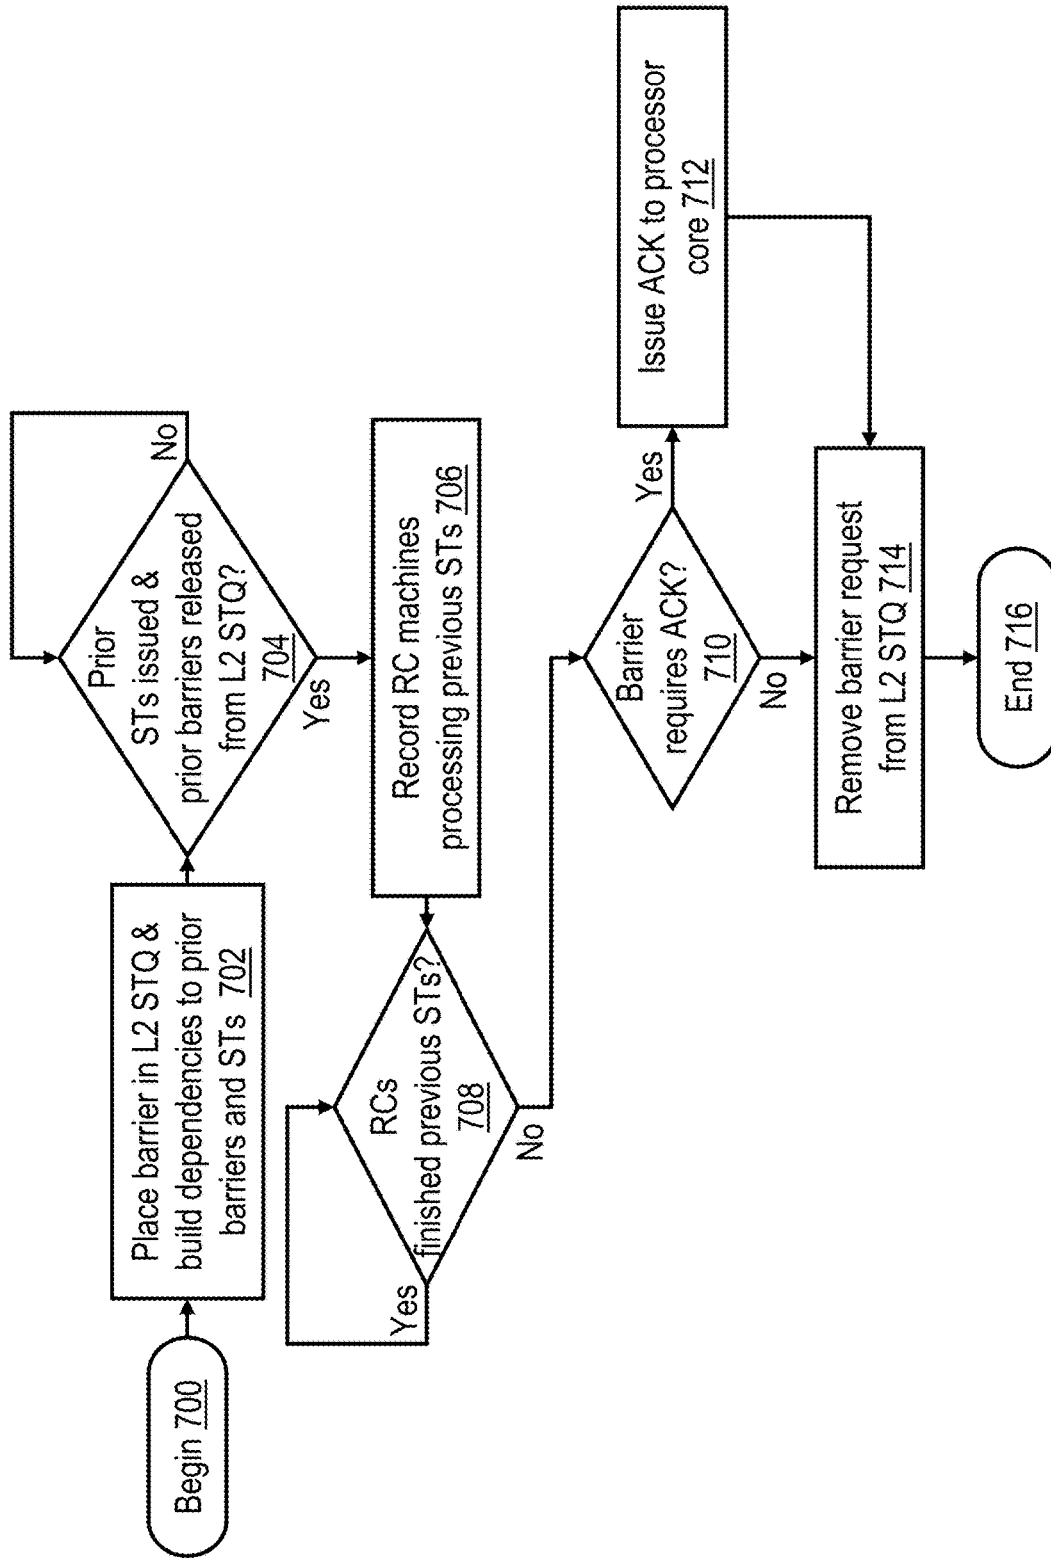 Begin 700
Place barrier in L2 STQ &
build dependencies to prior
barriers and STs 702
Prior
STs issued &
prior barriers released
from L2 STQ?
704
No
Yes
Record RC machines
processing previous STs 706
RCs
finished previous STs?
708
Yes
No
Barrier
requires ACK?
710
Yes
No
Issue ACK to processor
core 712
Remove barrier request
from L2 STQ 714
End 716